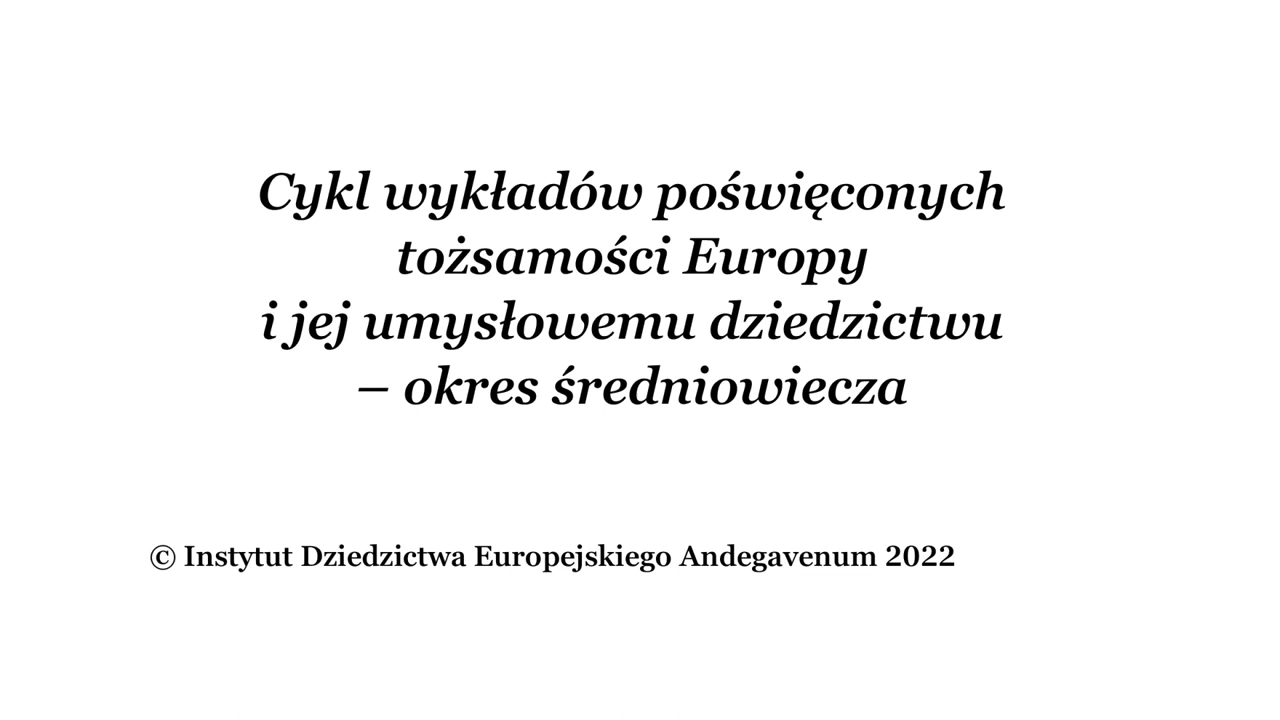 Cykl wykładów poświęconych
tożsamości Europy
i jej umysłowemu dziedzictwu
– okres średniowiecza
© Instytut Dziedzictwa Europejskiego Andegavenum 2022